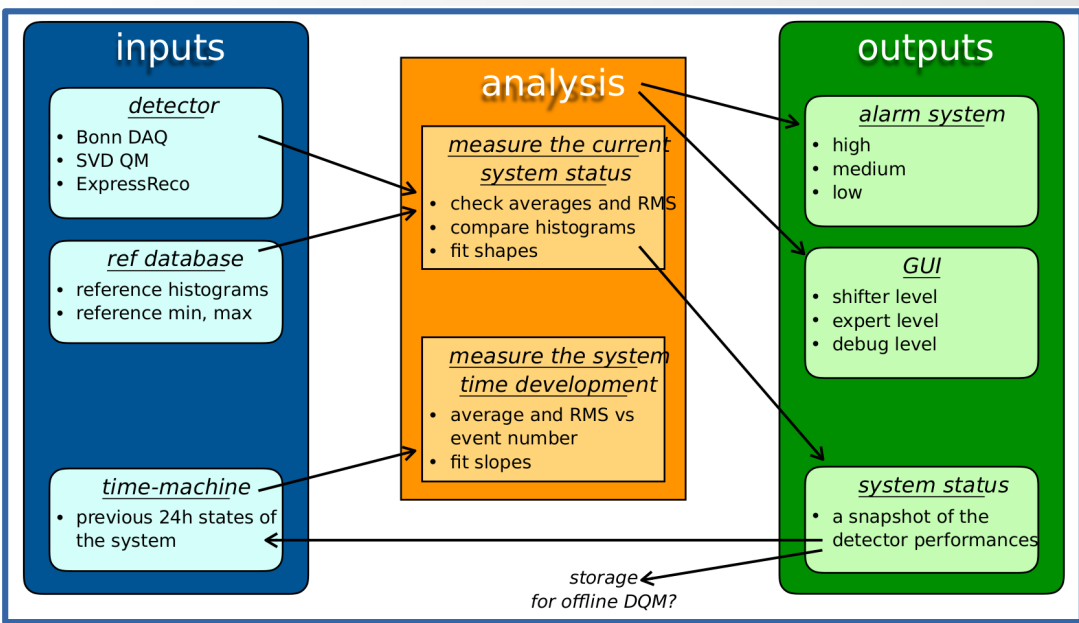 inputs
detector
• Bonn DAQ
• SVD QM
• ExpressReco
ref database
• reference histograms
• reference min, max
time-machine
• previous 24h states of
the system
analysis
measure the current
system status
• check averages and RMS
• compare histograms
• fit shapes
measure the system
time development
• average and RMS vs
event number
• fit slopes
outputs
alarm system
• high
• medium
• low
GUI
• shifter level
• expert level
• debug level
system status
• a snapshot of the
detector performances
storage
for offline DQM?